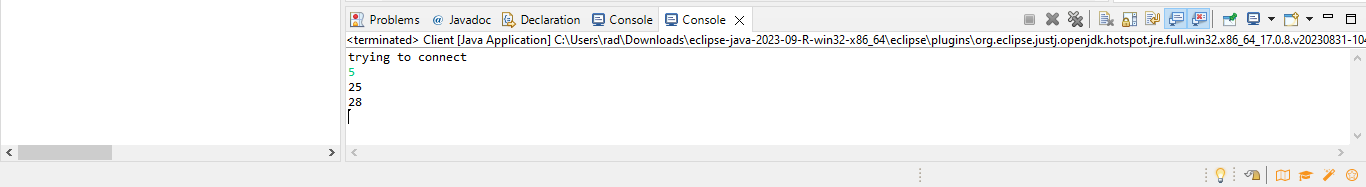 Problems @ Javadoc Declaration Console Console
<terminated> Client [Java Application] C:\Users\rad\Downloads\eclipse-java-2023-09-R-win32-x86_64\eclipse\plugins\org.eclipse.justj.openjdk.hotspot.jre.full.win32.x86_64_17.0.8.v20230831-104
trying to connect
5
25
28